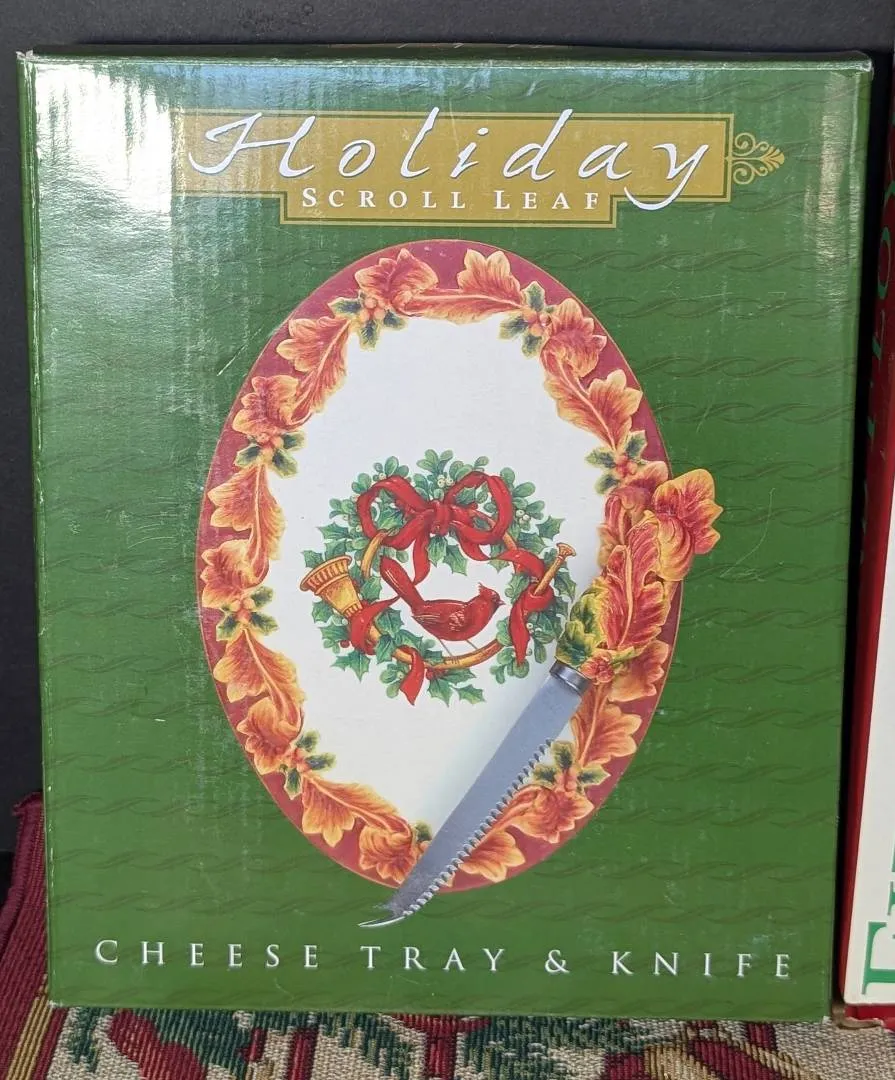 Holiday
SCROLL LEAF
CHEESE TRAY & KNIFE